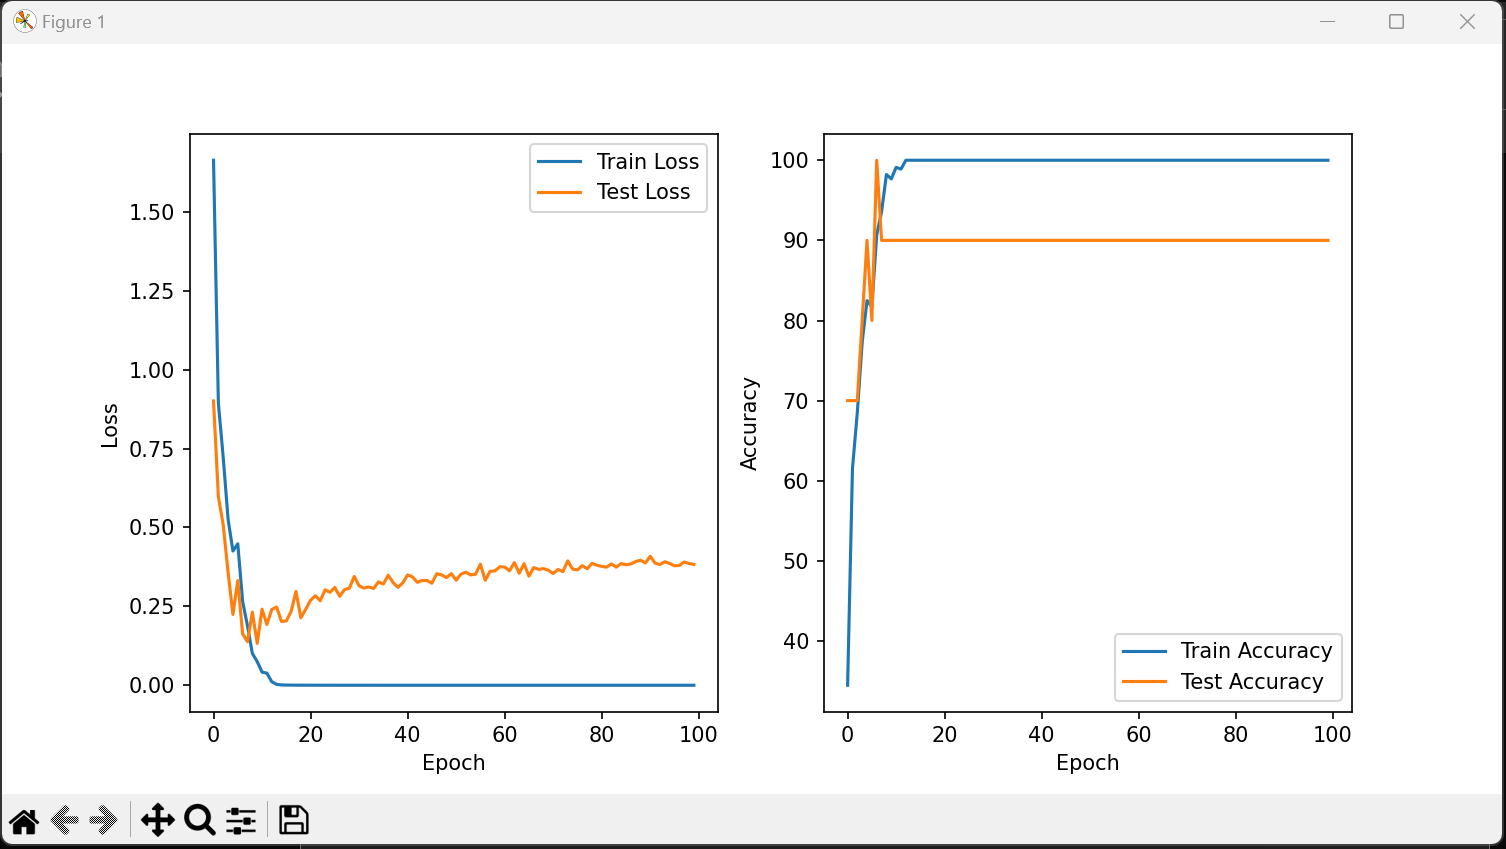 Figure 1
Train Loss
Test Loss
1.50
1.25
1.00
0.75
0.50
0.25
0.00
Loss
0 20 40 60 80 100
Epoch
100
90
80
70
60
50
40
Accuracy
Train Accuracy
Test Accuracy
0 20 40 60 80 100
Epoch